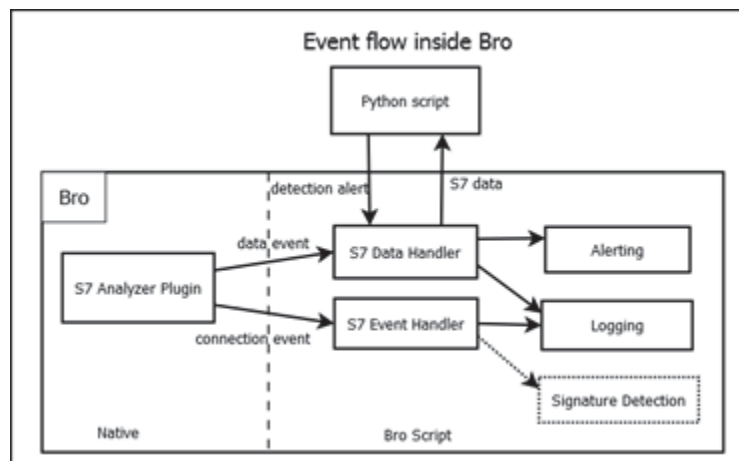 Event flow inside Bro
Python script
detection alert
S7 data
Bro
data event
S7 Data Handler
Alerting
S7 Analyzer Plugin
connection event
S7 Event Handler
Logging
Signature Detection
Native
Bro Script